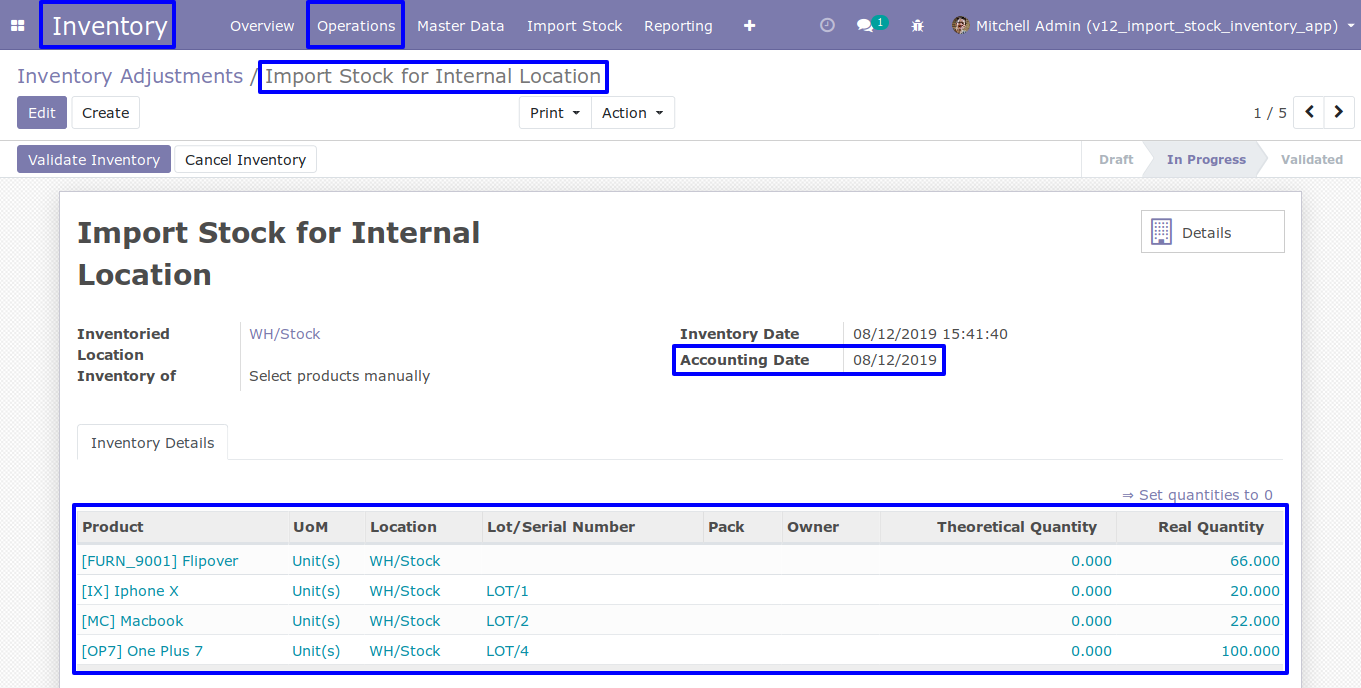 Inventory Overview Operations Master Data Import Stock Reporting 1 Mitchell Admin (v12_import_stock_inventory_app)
Inventory Adjustments / Import Stock for Internal Location
Edit Create Print Action 1 / 5
Validate Inventory Cancel Inventory Draft In Progress Validated
Import Stock for Internal
Location
Details
Inventoried
Location
WH/Stock
Inventory of Select products manually
Inventory Date 08/12/2019 15:41:40
Accounting Date 08/12/2019
Inventory Details
⇒ Set quantities to 0
Product UoM Location Lot/Serial Number Pack Owner Theoretical Quantity Real Quantity
[FURN_9001] Flipover Unit(s) WH/Stock 0.000 66.000
[IX] Iphone X Unit(s) WH/Stock LOT/1 0.000 20.000
[MC] Macbook Unit(s) WH/Stock LOT/2 0.000 22.000
[OP7] One Plus 7 Unit(s) WH/Stock LOT/4 0.000 100.000